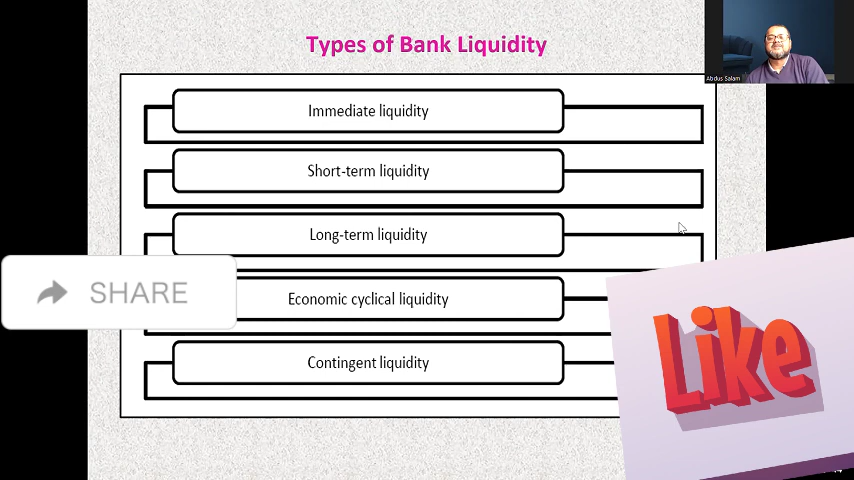 Types of Bank Liquidity
Abdus Salam
Immediate liquidity
Short-term liquidity
Long-term liquidity
SHARE
Economic cyclical liquidity
Like
Contingent liquidity